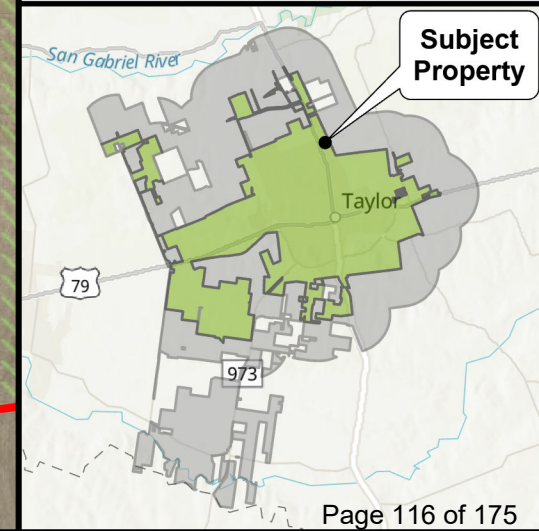 San Gabriel River
Subject
Property
Taylor
79
973
Page 116 of 175